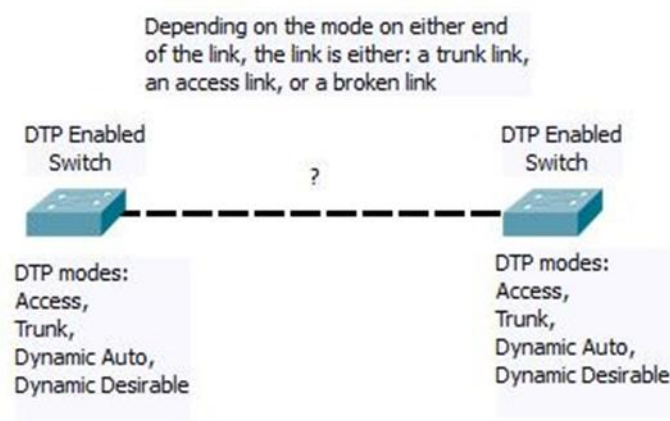 Depending on the mode on either end
of the link, the link is either: a trunk link,
an access link, or a broken link
DTP Enabled
Switch
?
DTP Enabled
Switch
DTP modes:
Access,
Trunk,
Dynamic Auto,
Dynamic Desirable
DTP modes:
Access,
Trunk,
Dynamic Auto,
Dynamic Desirable